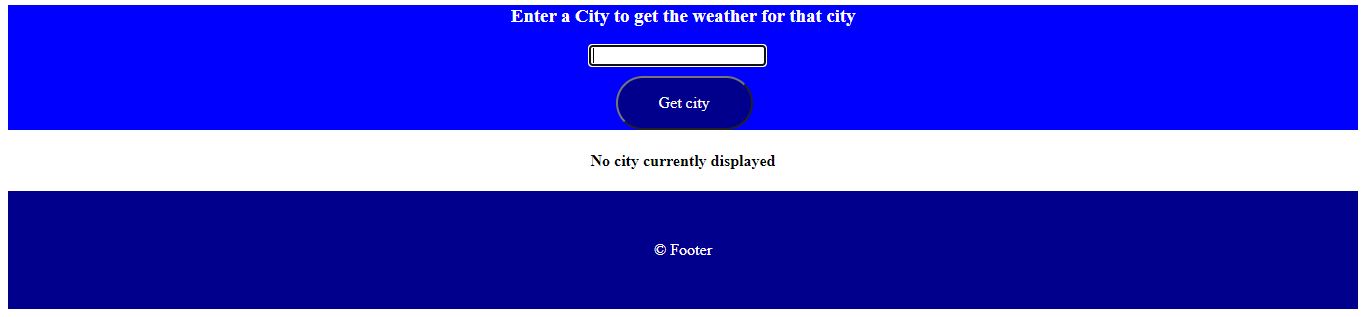 Enter a City to get the weather for that city
Get city
No city currently displayed
© Footer